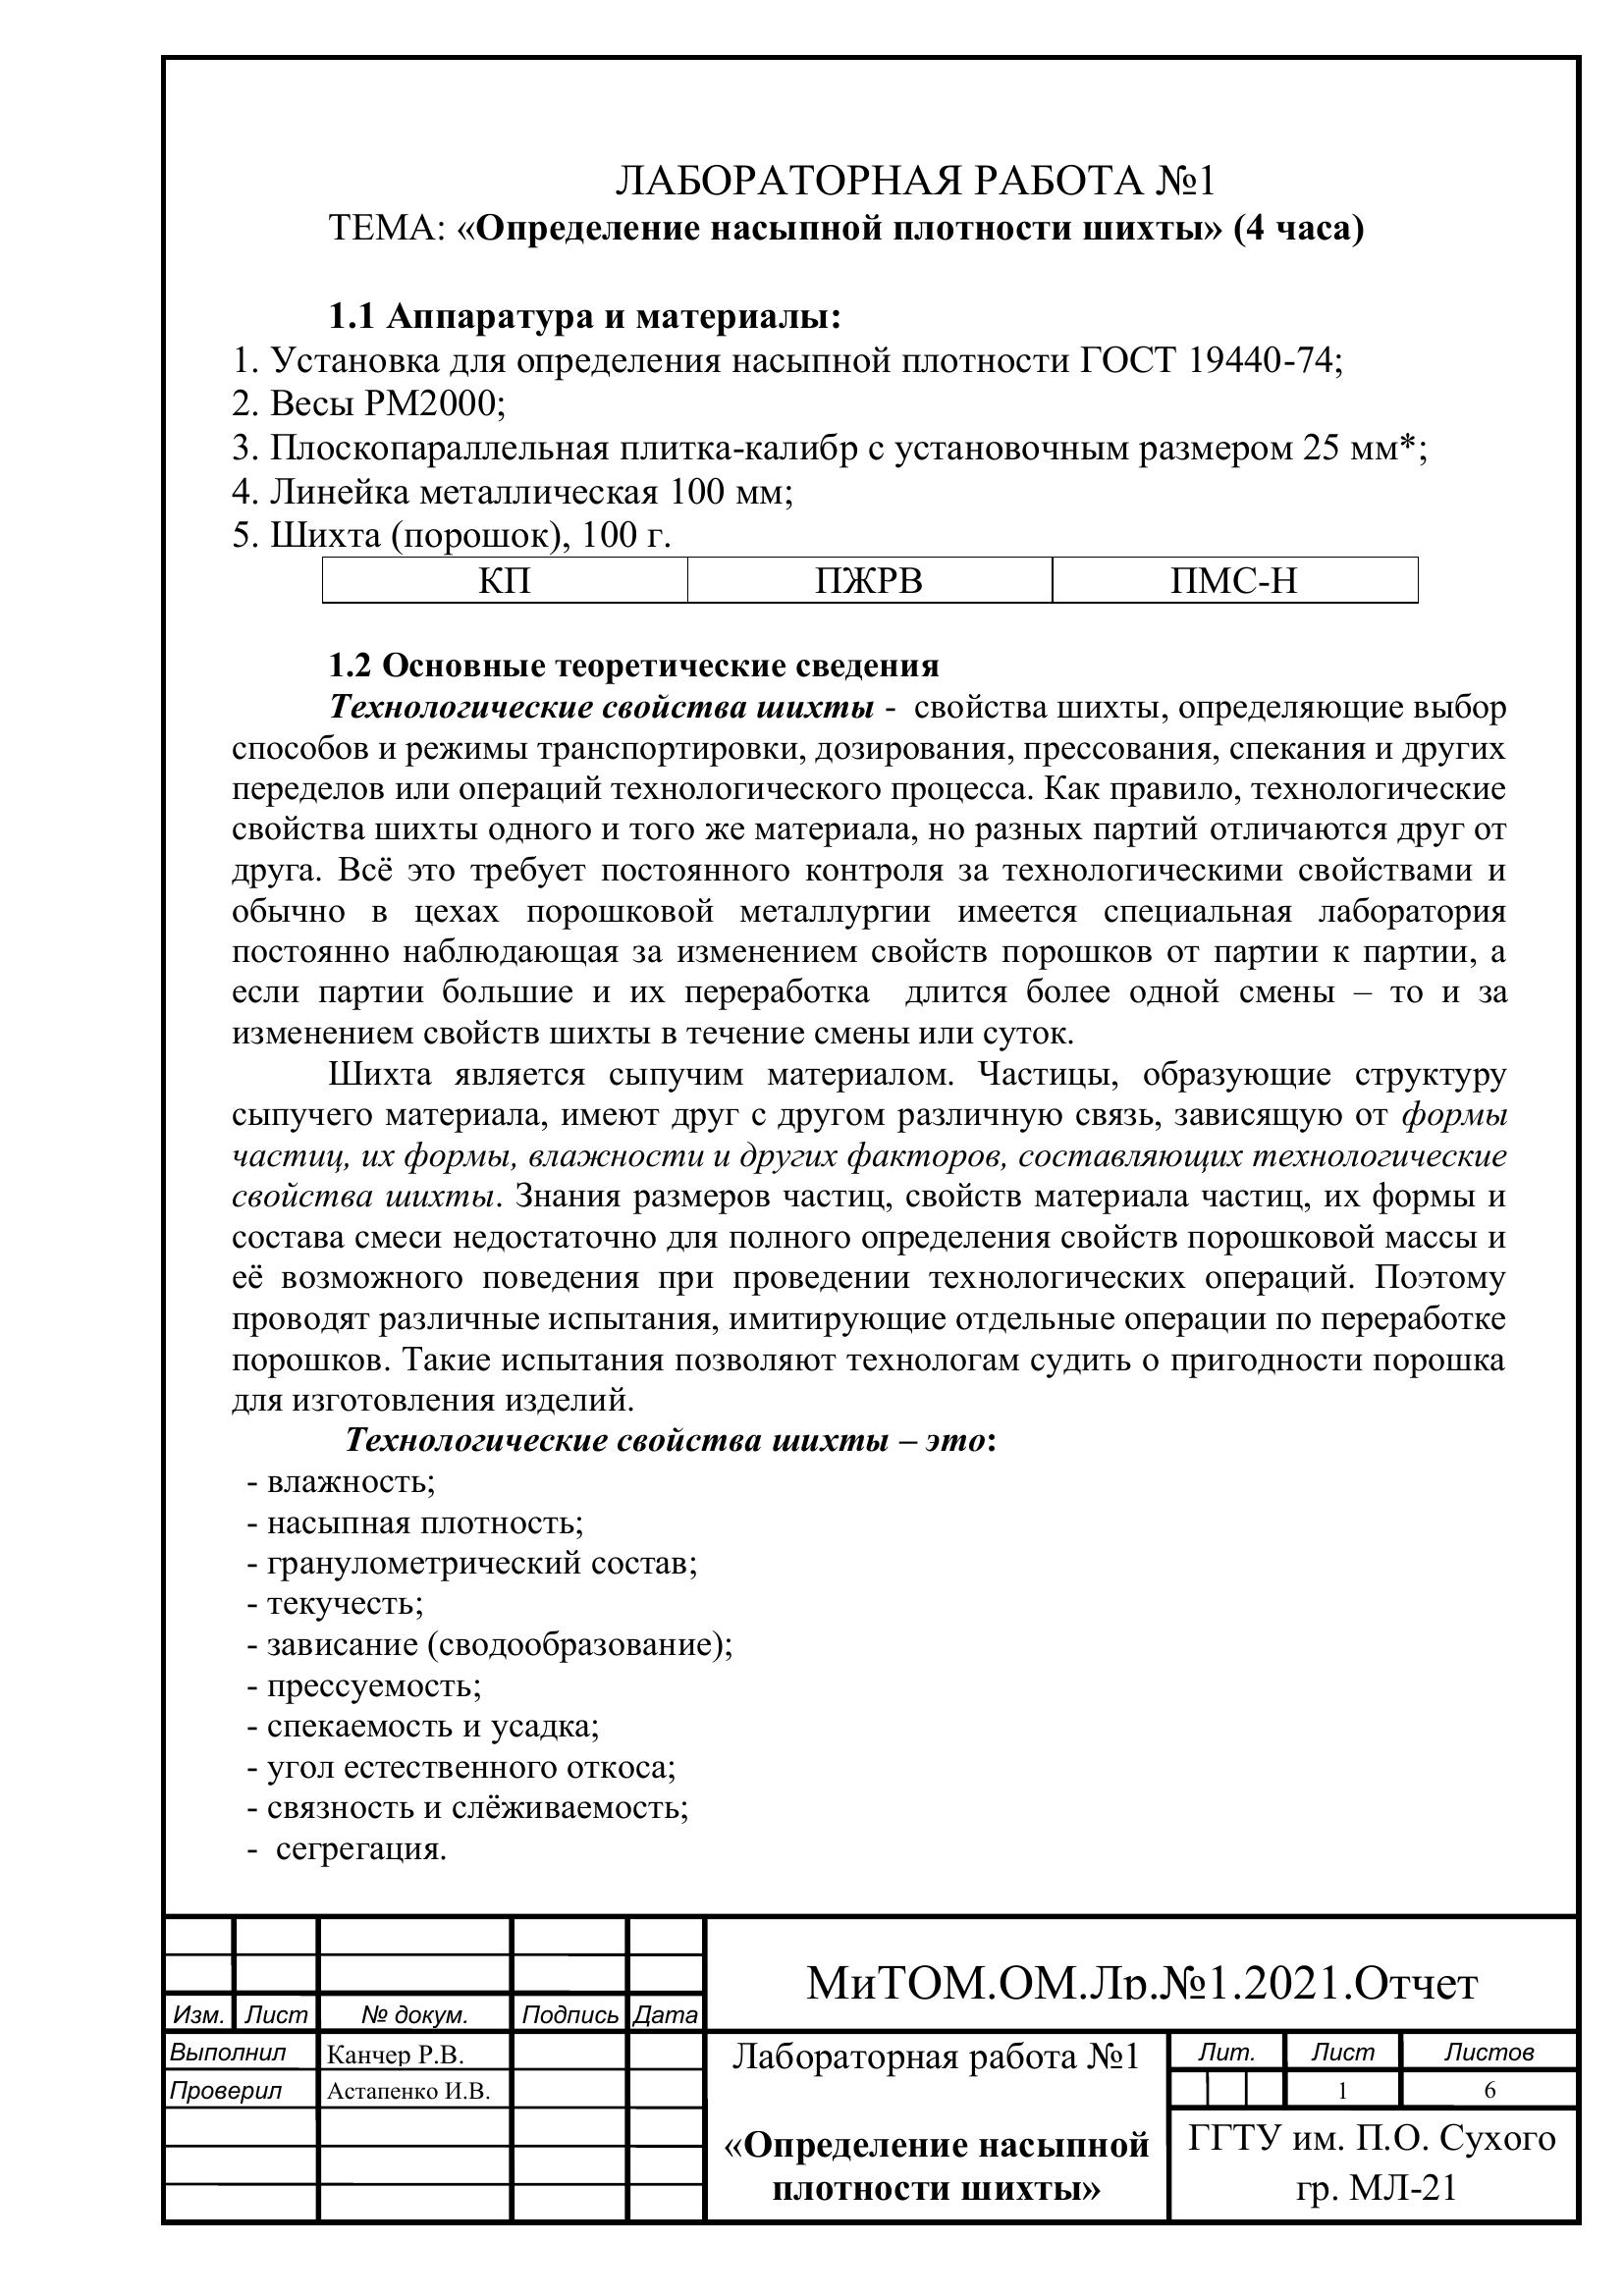 ЛАБОРАТОРНАЯ РАБОТА №1
ТЕМА: «Определение насыпной плотности шихты» (4 часа)
1.1 Аппаратура и материалы:
1. Установка для определения насыпной плотности ГОСТ 19440-74;
2. Весы РМ2000;
3. Плоскопараллельная плитка-калибр с установочным размером 25 мм*;
4. Линейка металлическая 100 мм;
5. Шихта (порошок), 100 г.
КП ПЖРВ ПМС-Н
1.2 Основные теоретические сведения
Технологические свойства шихты - свойства шихты, определяющие выбор
способов и режимы транспортировки, дозирования, прессования, спекания и других
переделов или операций технологического процесса. Как правило, технологические
свойства шихты одного и того же материала, но разных партий отличаются друг от
друга. Всё это требует постоянного контроля за технологическими свойствами и
обычно в цехах порошковой металлургии имеется специальная лаборатория
постоянно наблюдающая за изменением свойств порошков от партии к партии, а
если партии большие и их переработка длится более одной смены – то и за
изменением свойств шихты в течение смены или суток.
Шихта является сыпучим материалом. Частицы, образующие структуру
сыпучего материала, имеют друг с другом различную связь, зависящую от формы
частиц, их формы, влажности и других факторов, составляющих технологические
свойства шихты. Знания размеров частиц, свойств материала частиц, их формы и
состава смеси недостаточно для полного определения свойств порошковой массы и
её возможного поведения при проведении технологических операций. Поэтому
проводят различные испытания, имитирующие отдельные операции по переработке
порошков. Такие испытания позволяют технологам судить о пригодности порошка
для изготовления изделий.
Технологические свойства шихты – это:
- влажность;
- насыпная плотность;
- гранулометрический состав;
- текучесть;
- зависание (сводообразование);
- прессуемость;
- спекаемость и усадка;
- угол естественного откоса;
- связность и слёживаемость;
- сегрегация.
МиТОМ.ОМ.Лр.№1.2021.Отчет
Изм. Лист № докум. Подпись Дата
Выполнил Канчер Р.В.
Проверил Астапенко И.В.
Лабораторная работа №1
«Определение насыпной
плотности шихты»
Лит. Лист Листов
1 6
ГГТУ им. П.О. Сухого
гр. МЛ-21